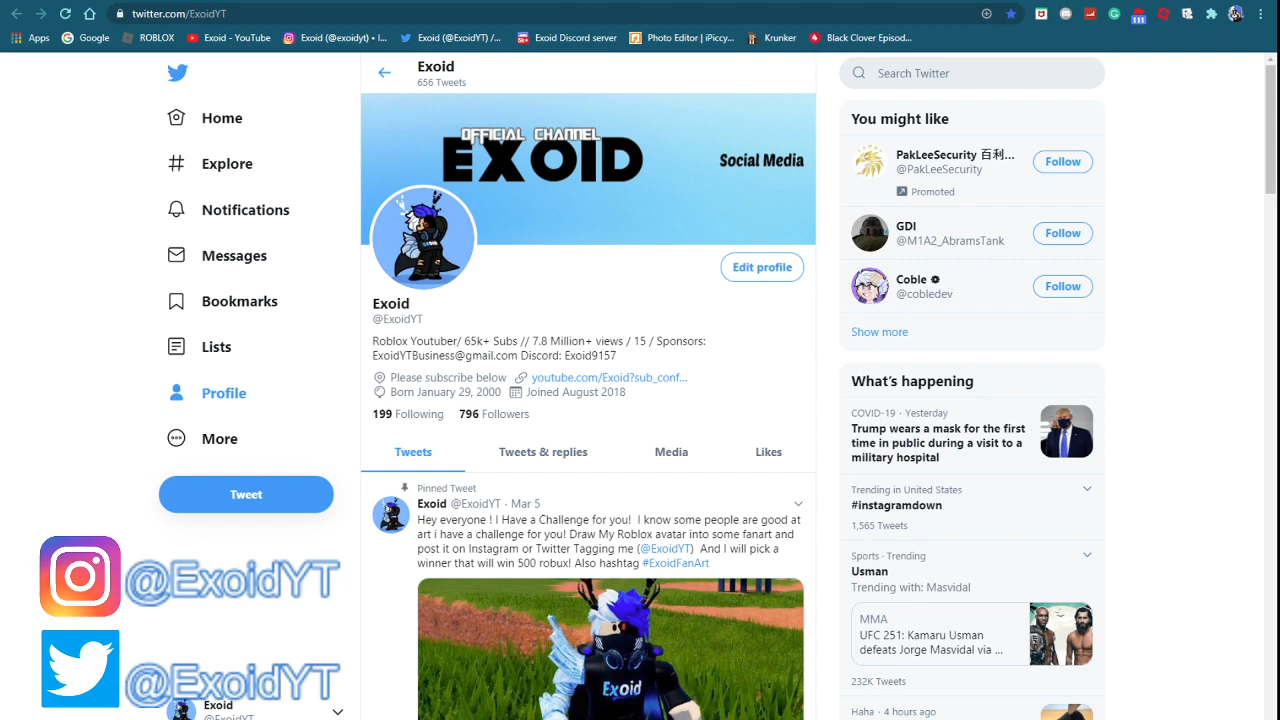 twitter.com/ExoidYT
111
Apps
Google
ROBLOX
Exoid - YouTube
Exoid (@exoidyt) • I...
Exoid (@ExoidYT) /...
Exoid Discord server
Photo Editor | iPiccy...
Krunker
Black Clover Episod...
Home
Explore
Notifications
Messages
Bookmarks
Lists
Profile
More
Tweet
@ExoidYT
@ExoidYT
Exoid
@ExoidYT
Exoid
656 Tweets
OFFICIAL CHANNEL
EXOID
Social Media
EXOID
Edit profile
Exoid
@ExoidYT
Roblox Youtuber/ 65k+ Subs // 7.8 Million+ views / 15 / Sponsors:
ExoidYTBusiness@gmail.com Discord: Exoid9157
Please subscribe below youtube.com/Exoid?sub_conf...
Born January 29, 2000 Joined August 2018
199 Following 796 Followers
Tweets Tweets & replies Media Likes
Pinned Tweet
Exoid @ExoidYT · Mar 5
Hey everyone ! I Have a Challenge for you! I know some people are good at
art i have a challenge for you! Draw My Roblox avatar into some fanart and
post it on Instagram or Twitter Tagging me (@ExoidYT) And I will pick a
winner that will win 500 robux! Also hashtag #ExoidFanArt
Exoid
Search Twitter
You might like
PakLeeSecurity 百利...
@PakLeeSecurity
Follow
Promoted
GDI
@M1A2_AbramsTank
Follow
Coble
@cobledev
Follow
Show more
What's happening
COVID-19 · Yesterday
Trump wears a mask for the first
time in public during a visit to a
military hospital
Trending in United States
#instagramdown
1,565 Tweets
Sports · Trending
Usman
Trending with: Masvidal
MMA
UFC 251: Kamaru Usman
defeats Jorge Masvidal via ...
232K Tweets
Haha · 4 hours ago